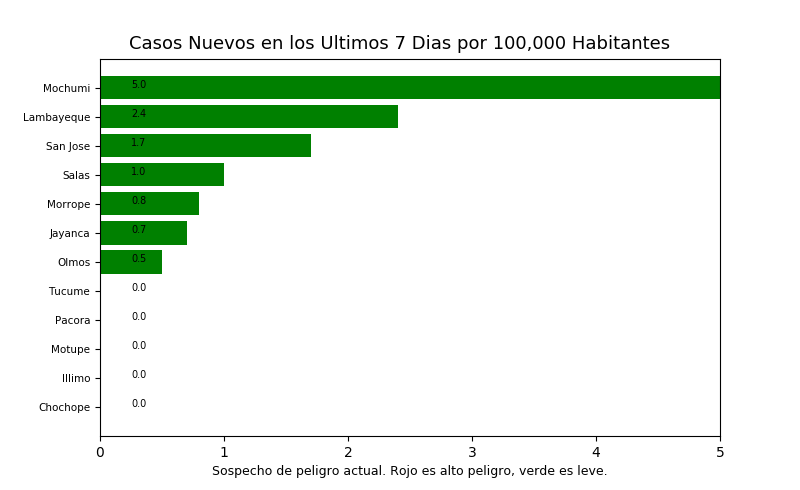 Casos Nuevos en los Ultimos 7 Dias por 100,000 Habitantes
Mochumi 5.0
Lambayeque 2.4
San Jose 1.7
Salas 1.0
Morrope 0.8
Jayanca 0.7
Olmos 0.5
Tucume 0.0
Pacora 0.0
Motupe 0.0
Illimo 0.0
Chochope 0.0
0 1 2 3 4 5
Sospecho de peligro actual. Rojo es alto peligro, verde es leve.